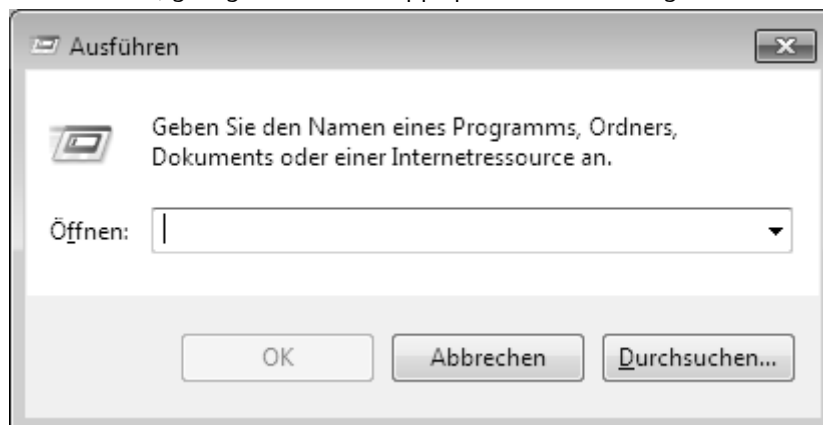 Ausführen
Geben Sie den Namen eines Programms, Ordners,
Dokuments oder einer Internetressource an.
Öffnen:
OK Abbrechen Durchsuchen...